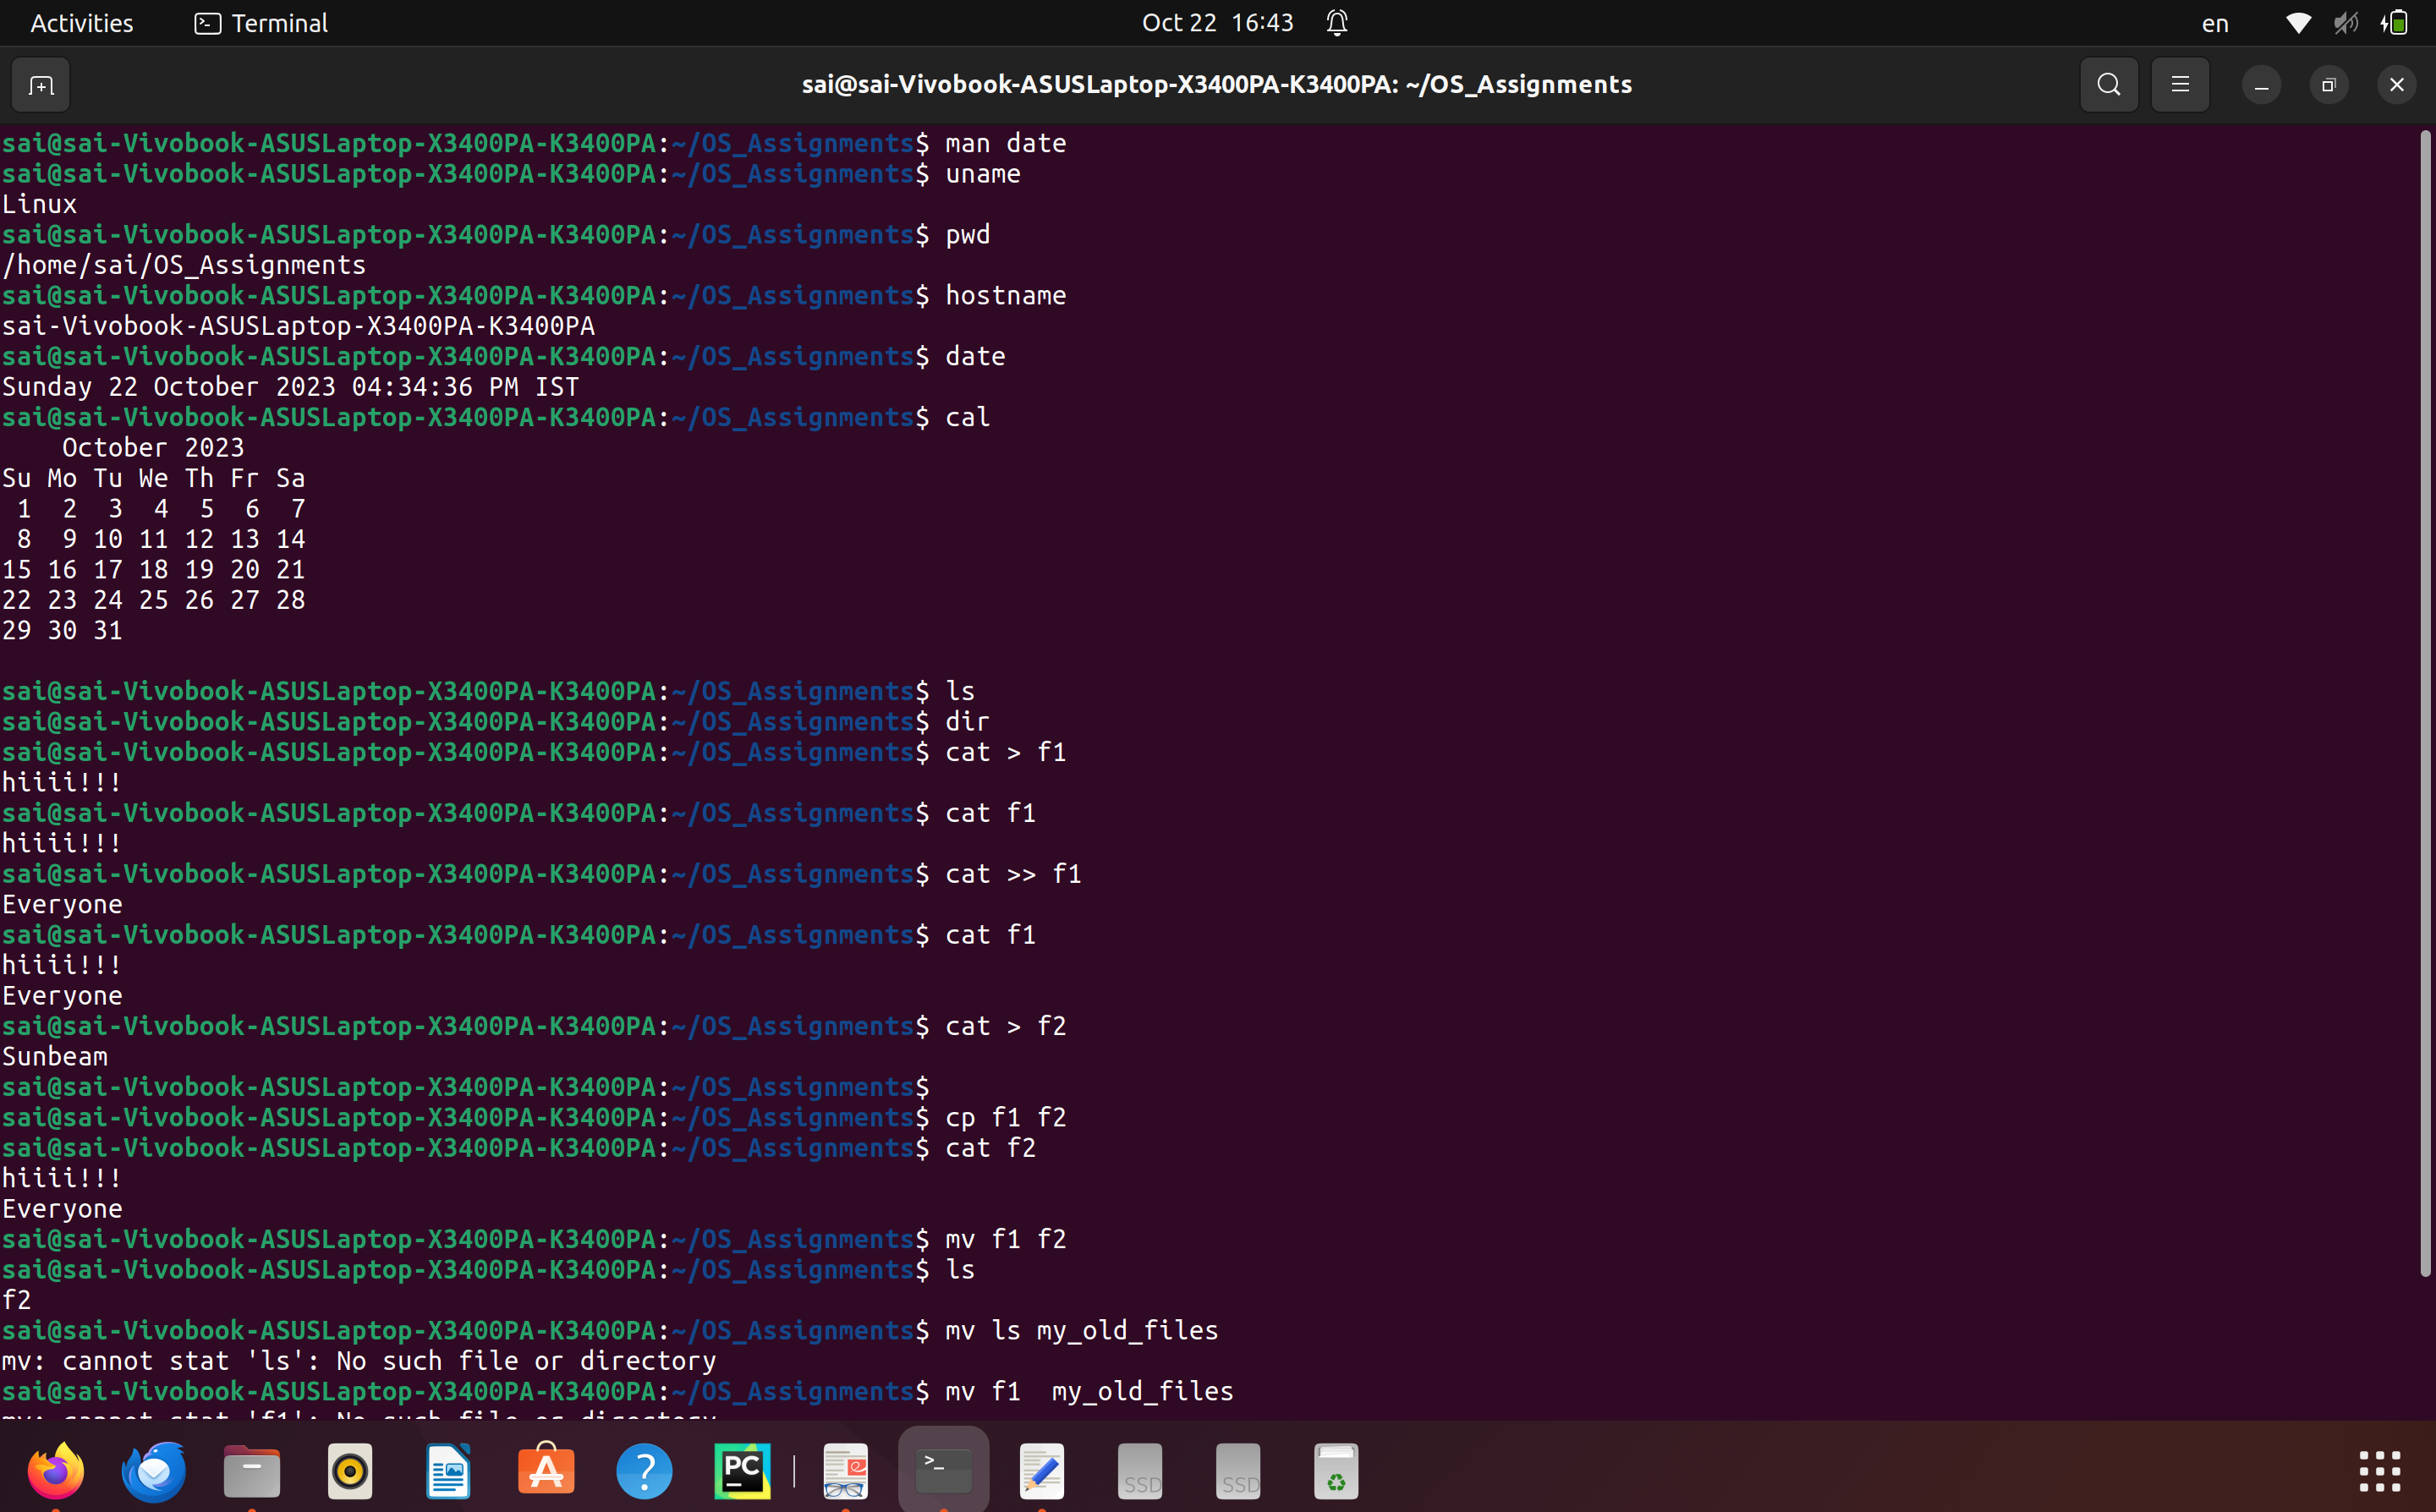 Activities Terminal Oct 22 16:43 en
sai@sai-Vivobook-ASUSLaptop-X3400PA-K3400PA: ~/OS_Assignments
sai@sai-Vivobook-ASUSLaptop-X3400PA-K3400PA:~/OS_Assignments$ man date
sai@sai-Vivobook-ASUSLaptop-X3400PA-K3400PA:~/OS_Assignments$ uname
Linux
sai@sai-Vivobook-ASUSLaptop-X3400PA-K3400PA:~/OS_Assignments$ pwd
/home/sai/OS_Assignments
sai@sai-Vivobook-ASUSLaptop-X3400PA-K3400PA:~/OS_Assignments$ hostname
sai-Vivobook-ASUSLaptop-X3400PA-K3400PA
sai@sai-Vivobook-ASUSLaptop-X3400PA-K3400PA:~/OS_Assignments$ date
Sunday 22 October 2023 04:34:36 PM IST
sai@sai-Vivobook-ASUSLaptop-X3400PA-K3400PA:~/OS_Assignments$ cal
    October 2023
Su Mo Tu We Th Fr Sa
 1  2  3  4  5  6  7
 8  9 10 11 12 13 14
15 16 17 18 19 20 21
22 23 24 25 26 27 28
29 30 31
sai@sai-Vivobook-ASUSLaptop-X3400PA-K3400PA:~/OS_Assignments$ ls
sai@sai-Vivobook-ASUSLaptop-X3400PA-K3400PA:~/OS_Assignments$ dir
sai@sai-Vivobook-ASUSLaptop-X3400PA-K3400PA:~/OS_Assignments$ cat > f1
hiiii!!!
sai@sai-Vivobook-ASUSLaptop-X3400PA-K3400PA:~/OS_Assignments$ cat f1
hiiii!!!
sai@sai-Vivobook-ASUSLaptop-X3400PA-K3400PA:~/OS_Assignments$ cat >> f1
Everyone
sai@sai-Vivobook-ASUSLaptop-X3400PA-K3400PA:~/OS_Assignments$ cat f1
hiiii!!!
Everyone
sai@sai-Vivobook-ASUSLaptop-X3400PA-K3400PA:~/OS_Assignments$ cat > f2
Sunbeam
sai@sai-Vivobook-ASUSLaptop-X3400PA-K3400PA:~/OS_Assignments$
sai@sai-Vivobook-ASUSLaptop-X3400PA-K3400PA:~/OS_Assignments$ cp f1 f2
sai@sai-Vivobook-ASUSLaptop-X3400PA-K3400PA:~/OS_Assignments$ cat f2
hiiii!!!
Everyone
sai@sai-Vivobook-ASUSLaptop-X3400PA-K3400PA:~/OS_Assignments$ mv f1 f2
sai@sai-Vivobook-ASUSLaptop-X3400PA-K3400PA:~/OS_Assignments$ ls
f2
sai@sai-Vivobook-ASUSLaptop-X3400PA-K3400PA:~/OS_Assignments$ mv ls my_old_files
mv: cannot stat 'ls': No such file or directory
sai@sai-Vivobook-ASUSLaptop-X3400PA-K3400PA:~/OS_Assignments$ mv f1  my_old_files
mv: cannot stat 'f1': No such file or directory
PC SSD SSD